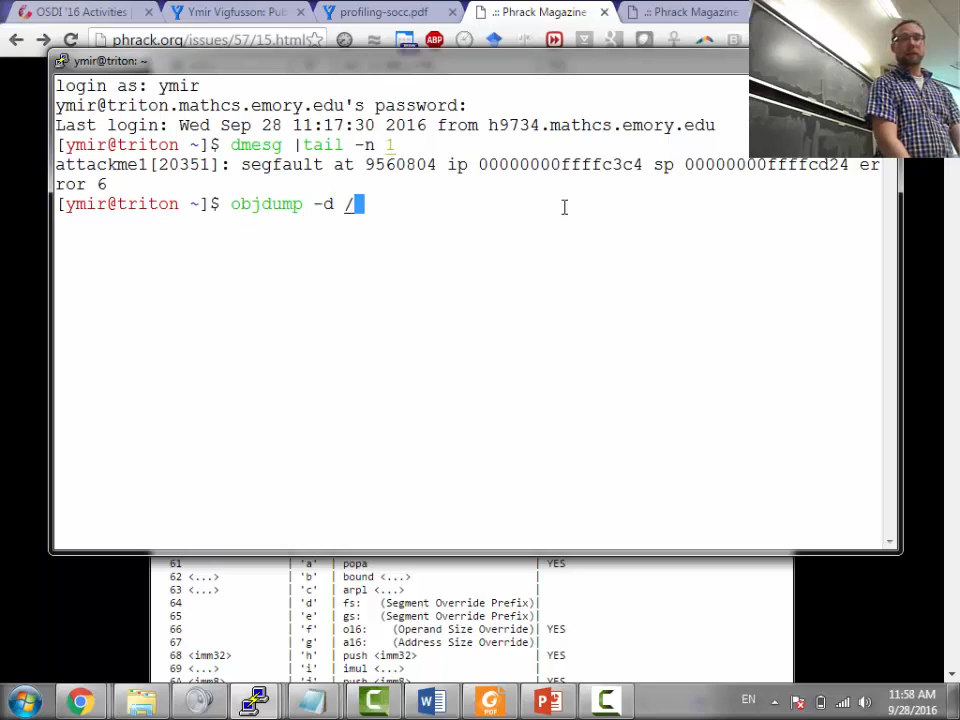 OSDI '16 Activities
Ymir Vigfusson: Pub
profiling-socc.pdf
.:: Phrack Magazine
.:: Phrack Magazine
phrack.org/issues/57/15.html
ABP
ymir@triton: ~
login as: ymir
ymir@triton.mathcs.emory.edu's password:
Last login: Wed Sep 28 11:17:30 2016 from h9734.mathcs.emory.edu
[ymir@triton ~]$ dmesg |tail -n 1
attackme1[20351]: segfault at 9560804 ip 00000000ffffc3c4 sp 00000000ffffcd24 er
ror 6
[ymir@triton ~]$ objdump -d /
61 | 'a' | popa | YES
62 <...> | 'b' | bound <...> |
63 <...> | 'c' | arpl <...> |
64 | 'd' | fs: (Segment Override Prefix)|
65 | 'e' | gs: (Segment Override Prefix)|
66 | 'f' | o16: (Operand Size Override)| YES
67 | 'g' | a16: (Address Size Override)|
68 <imm32> | 'h' | push <imm32> | YES
69 <...> | 'i' | imul <...> |
EN
11:58 AM
9/28/2016